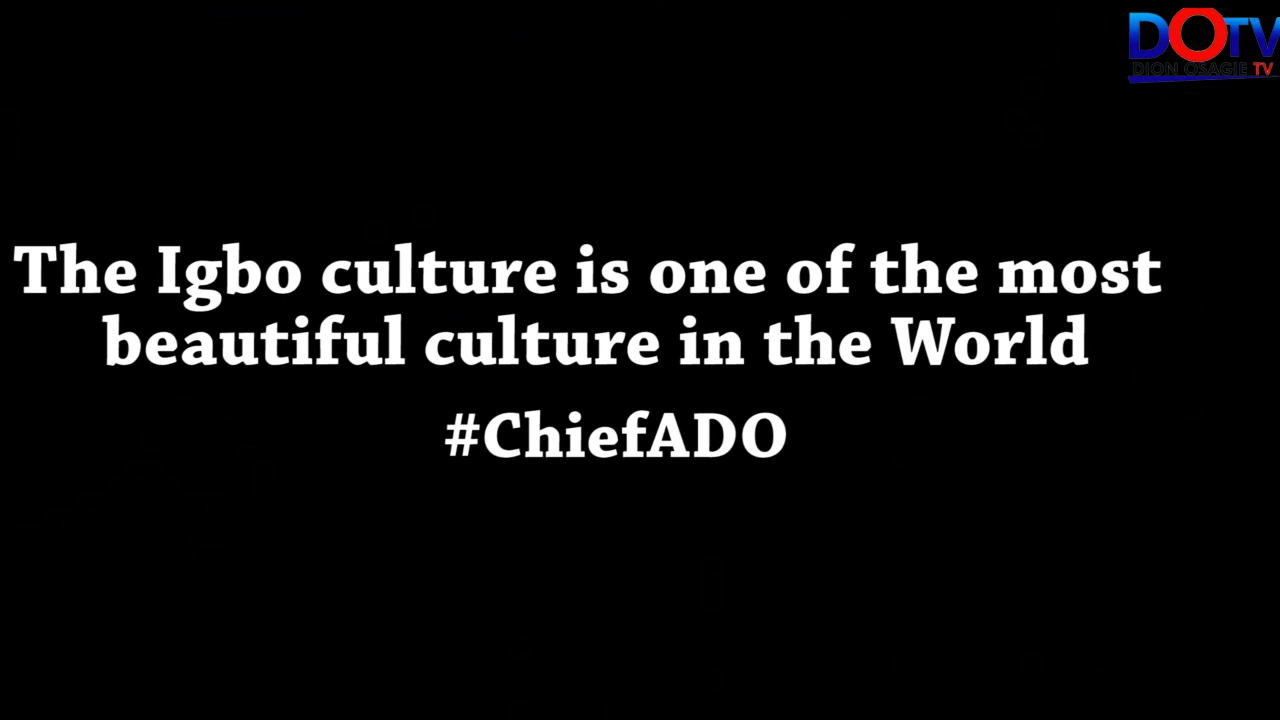 DOTV
DION OSAGIE TV
The Igbo culture is one of the most
beautiful culture in the World
#ChiefADO